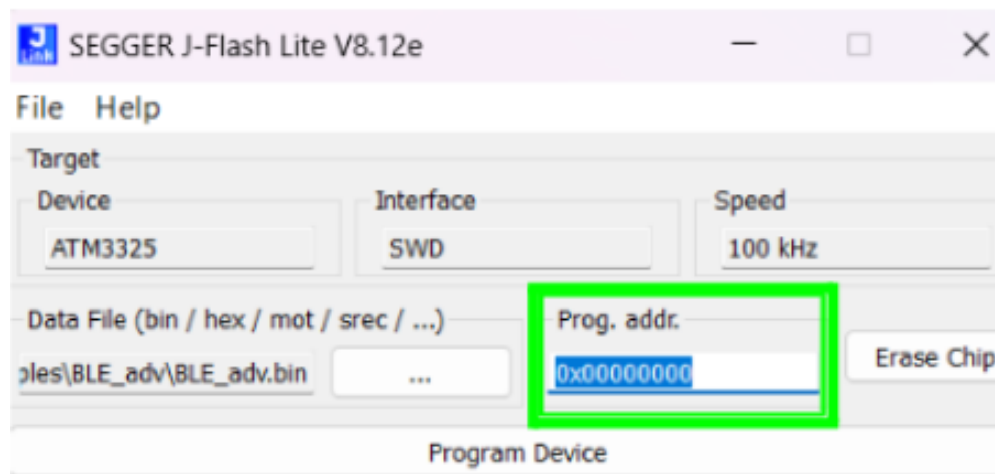 SEGGER J-Flash Lite V8.12e
File Help
Target
Device Interface Speed
ATM3325 SWD 100 kHz
Data File (bin / hex / mot / srec / ...) Prog. addr.
ples\BLE_adv\BLE_adv.bin ... 0x00000000 Erase Chip
Program Device